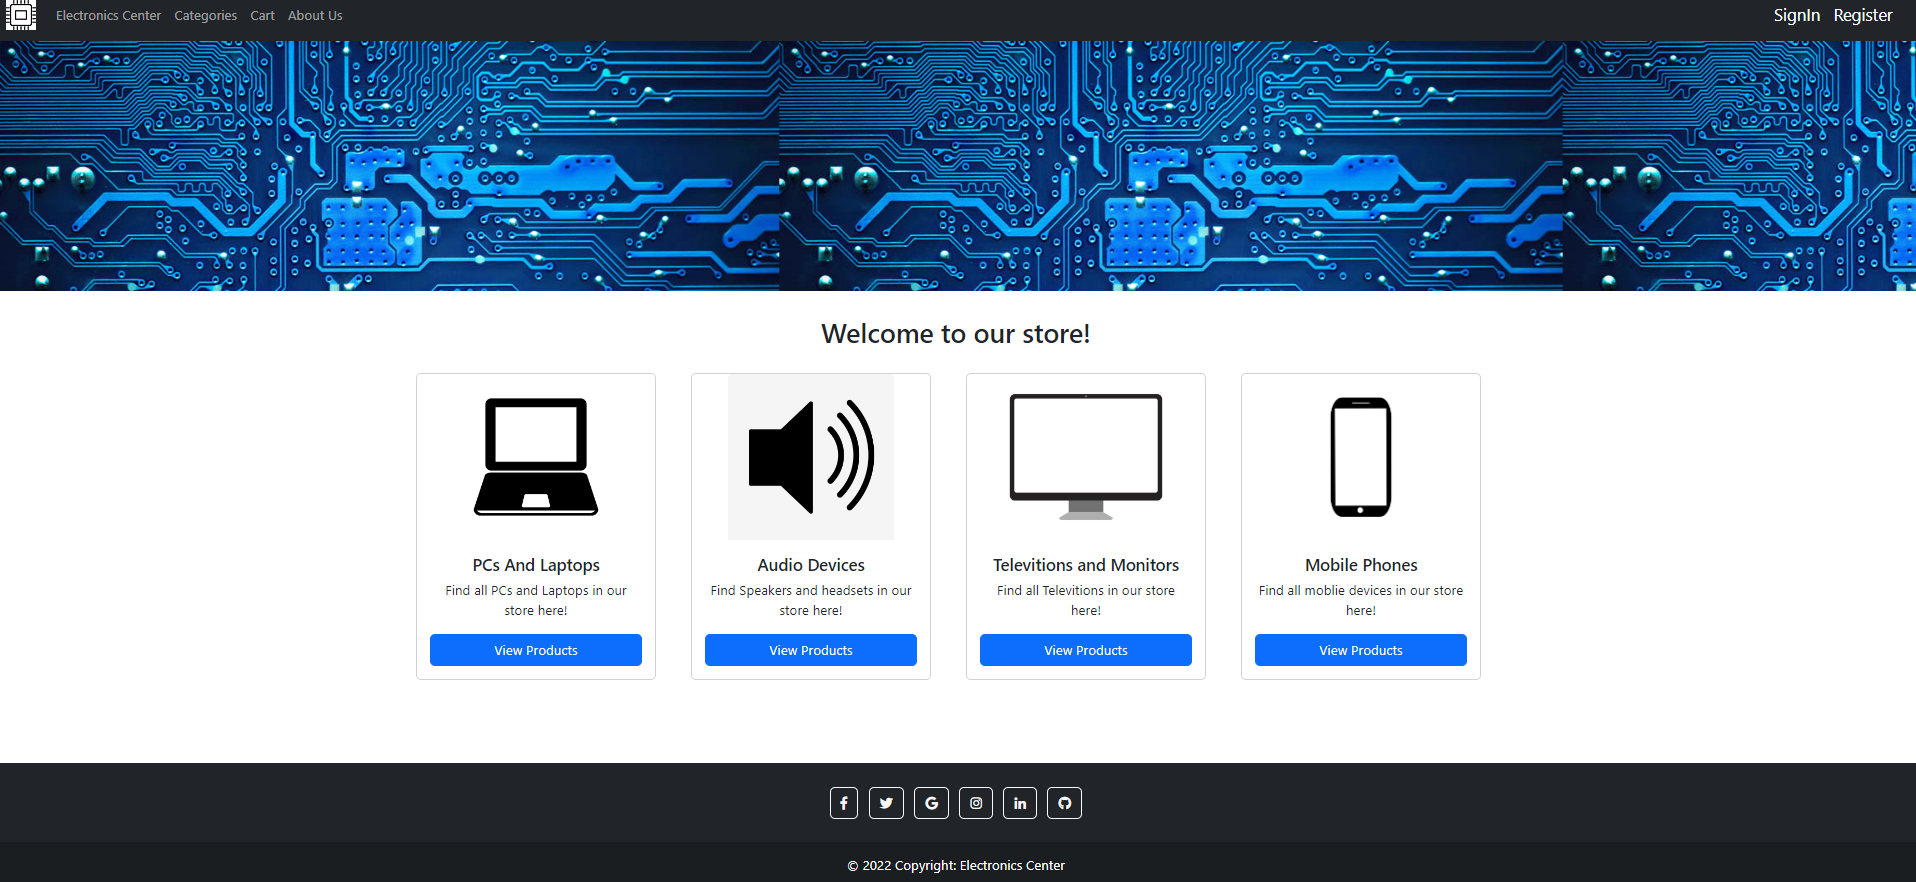 Electronics Center Categories Cart About Us SignIn Register
Welcome to our store!
PCs And Laptops
Find all PCs and Laptops in our
store here!
View Products
Audio Devices
Find Speakers and headsets in our
store here!
View Products
Televitions and Monitors
Find all Televitions in our store
here!
View Products
Mobile Phones
Find all moblie devices in our store
here!
View Products
© 2022 Copyright: Electronics Center